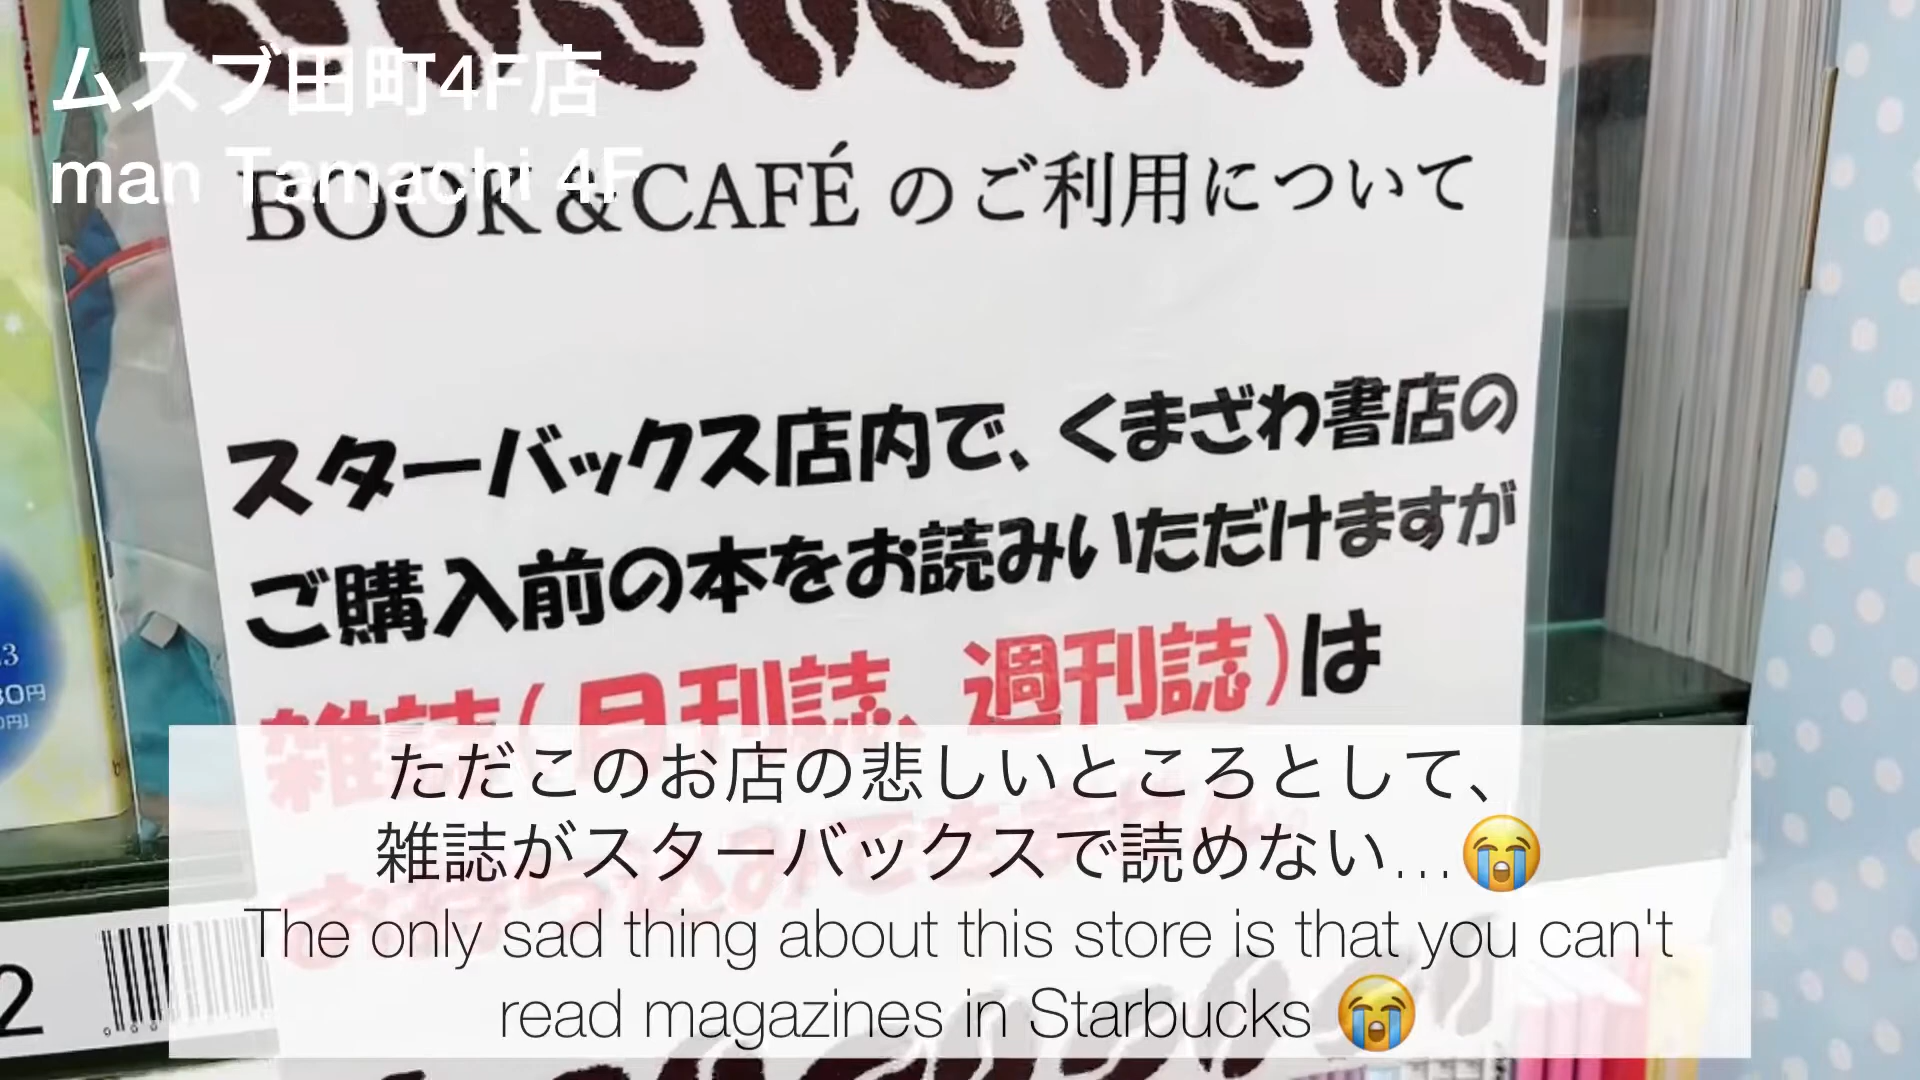 ムスブ田町4F店
man Tamachi 4F
BOOK & CAFÉ のご利用について
スターバックス店内で、くまざわ書店の
ご購入前の本をお読みいただけますが
雑誌（月刊誌、週刊誌）は
ただこのお店の悲しいところとして、
雑誌がスターバックスで読めない…😭
The only sad thing about this store is that you can't
read magazines in Starbucks 😭